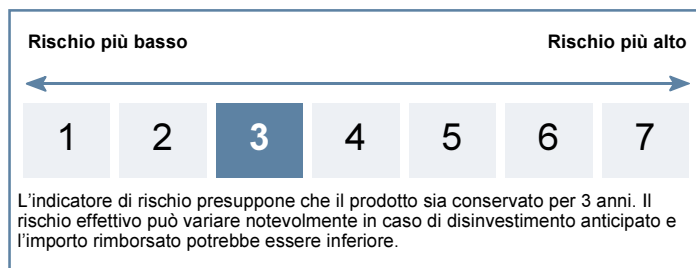 Rischio più basso Rischio più alto
1 2 3 4 5 6 7
L'indicatore di rischio presuppone che il prodotto sia conservato per 3 anni. Il
rischio effettivo può variare notevolmente in caso di disinvestimento anticipato e
l'importo rimborsato potrebbe essere inferiore.